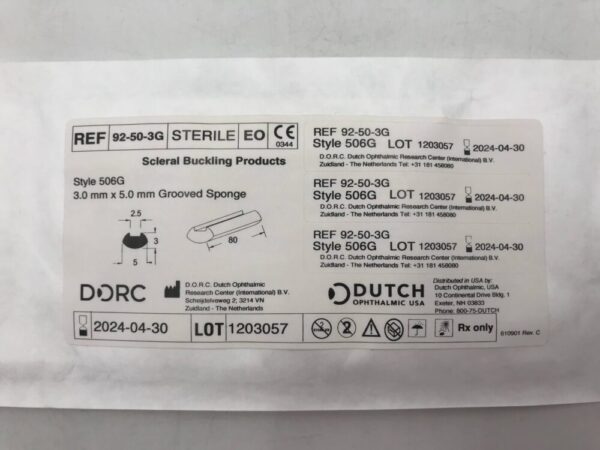 REF 92-50-3G STERILE EO CE 0344
Scleral Buckling Products
Style 506G
3.0 mm x 5.0 mm Grooved Sponge
2.5
3
5
80
DORC
D.O.R.C. Dutch Ophthalmic
Research Center (International) B.V.
Scheijdelveweg 2, 3214 VN
Zuidland - The Netherlands
2024-04-30 LOT 1203057
REF 92-50-3G
Style 506G LOT 1203057 2024-04-30
D.O.R.C. Dutch Ophthalmic Research Center (International) B.V.
Zuidland - The Netherlands Tel: +31 181 458080
REF 92-50-3G
Style 506G LOT 1203057 2024-04-30
D.O.R.C. Dutch Ophthalmic Research Center (International) B.V.
Zuidland - The Netherlands Tel: +31 181 458080
REF 92-50-3G
Style 506G LOT 1203057 2024-04-30
D.O.R.C. Dutch Ophthalmic Research Center (International) B.V.
Zuidland - The Netherlands Tel: +31 181 458080
DUTCH
OPHTHALMIC USA
Distributed in USA by:
Dutch Ophthalmic, USA
10 Continental Drive Bldg, 1
Exeter, NH 03833
Phone: 800-75-DUTCH
2
Rx only
610901 Rev. C